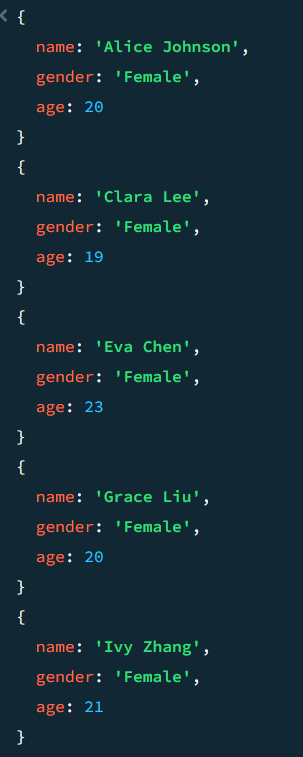 {
name: 'Alice Johnson',
gender: 'Female',
age: 20
}
{
name: 'Clara Lee',
gender: 'Female',
age: 19
}
{
name: 'Eva Chen',
gender: 'Female',
age: 23
}
{
name: 'Grace Liu',
gender: 'Female',
age: 20
}
{
name: 'Ivy Zhang',
gender: 'Female',
age: 21
}